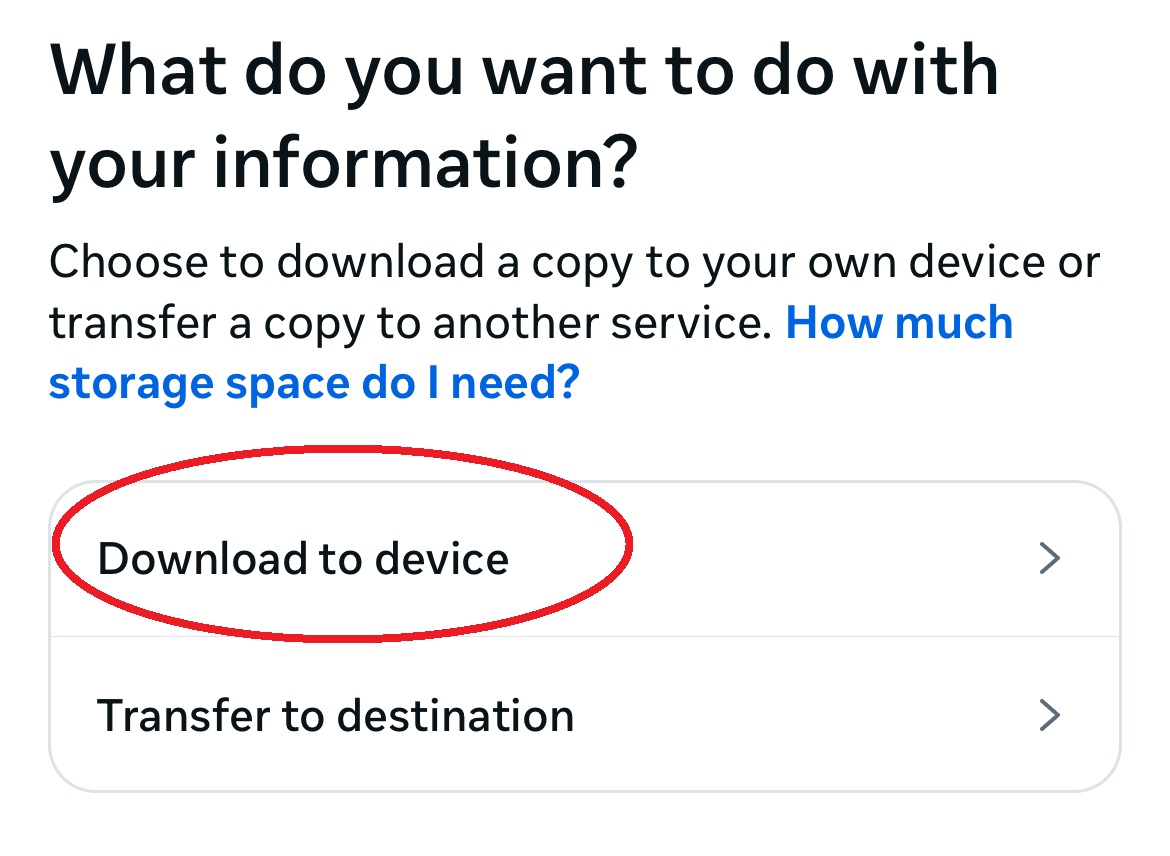 What do you want to do with
your information?
Choose to download a copy to your own device or
transfer a copy to another service. How much
storage space do I need?
Download to device
Transfer to destination